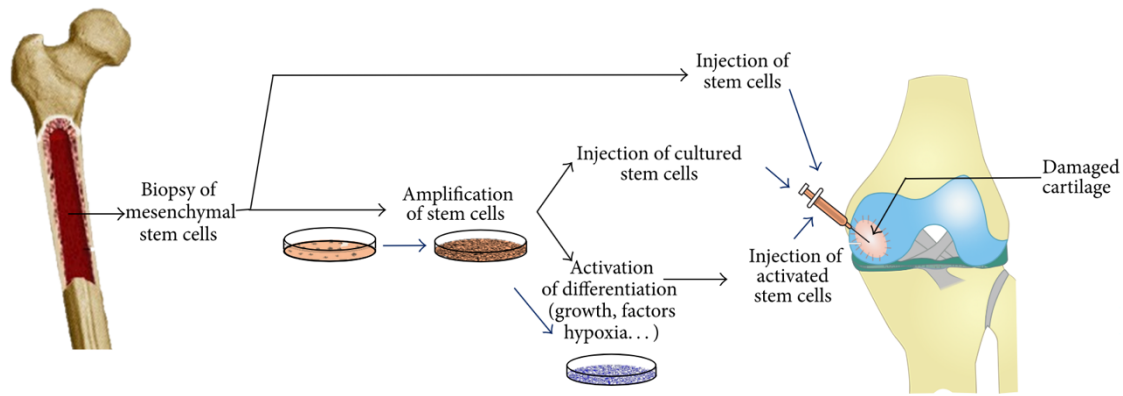 Biopsy of
mesenchymal
stem cells
Amplification
of stem cells
Injection of
stem cells
Injection of cultured
stem cells
Activation
of differentiation
(growth, factors
hypoxia...)
Injection of
activated
stem cells
Damaged
cartilage